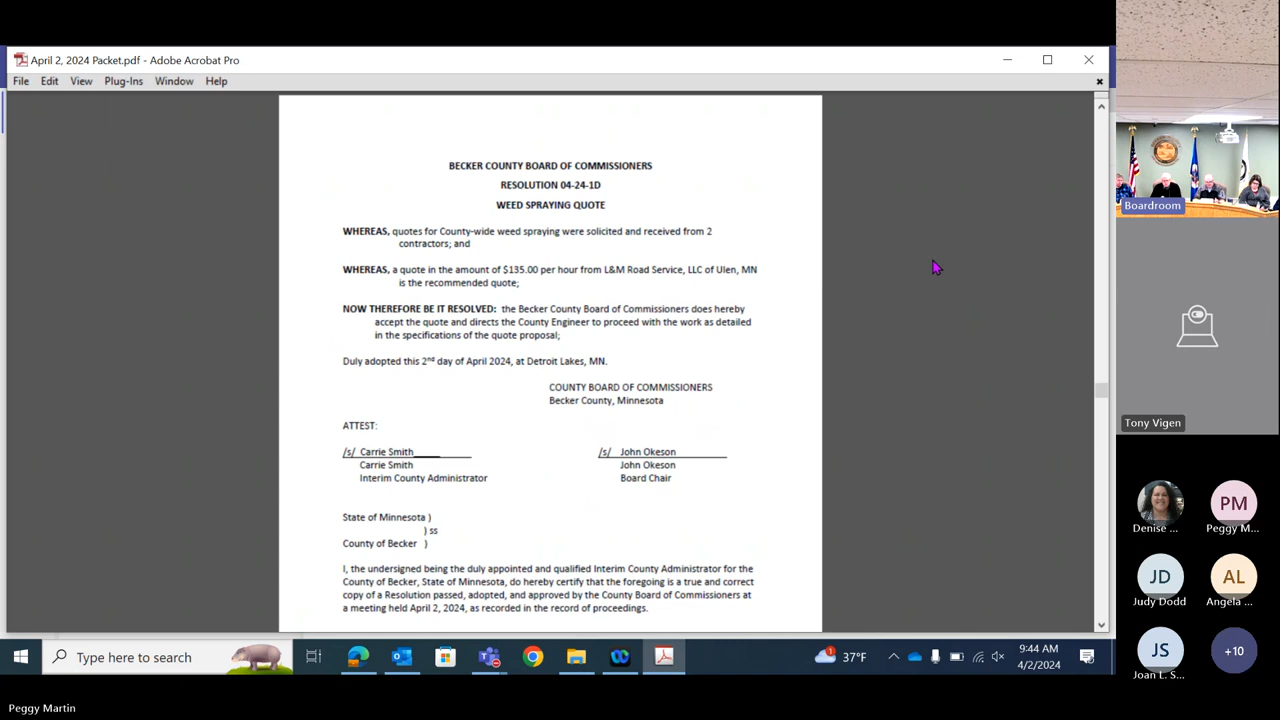 April 2, 2024 Packet.pdf - Adobe Acrobat Pro
File Edit View Plug-Ins Window Help
BECKER COUNTY BOARD OF COMMISSIONERS
RESOLUTION 04-24-1D
WEED SPRAYING QUOTE
WHEREAS, quotes for County-wide weed spraying were solicited and received from 2
contractors; and
WHEREAS, a quote in the amount of $135.00 per hour from L&M Road Service, LLC of Ulen, MN
is the recommended quote;
NOW THEREFORE BE IT RESOLVED: the Becker County Board of Commissioners does hereby
accept the quote and directs the County Engineer to proceed with the work as detailed
in the specifications of the quote proposal;
Duly adopted this 2nd day of April 2024, at Detroit Lakes, MN.
COUNTY BOARD OF COMMISSIONERS
Becker County, Minnesota
ATTEST:
/s/ Carrie Smith_____ /s/ John Okeson
Carrie Smith John Okeson
Interim County Administrator Board Chair
State of Minnesota )
) ss
County of Becker )
I, the undersigned being the duly appointed and qualified Interim County Administrator for the
County of Becker, State of Minnesota, do hereby certify that the foregoing is a true and correct
copy of a Resolution passed, adopted, and approved by the County Board of Commissioners at
a meeting held April 2, 2024, as recorded in the record of proceedings.
Boardroom
Tony Vigen
Denise ...
PM
Peggy M...
JD
Judy Dodd
AL
Angela ...
JS
Joan L. S...
+10
Type here to search
1
37°F
9:44 AM
4/2/2024
Peggy Martin